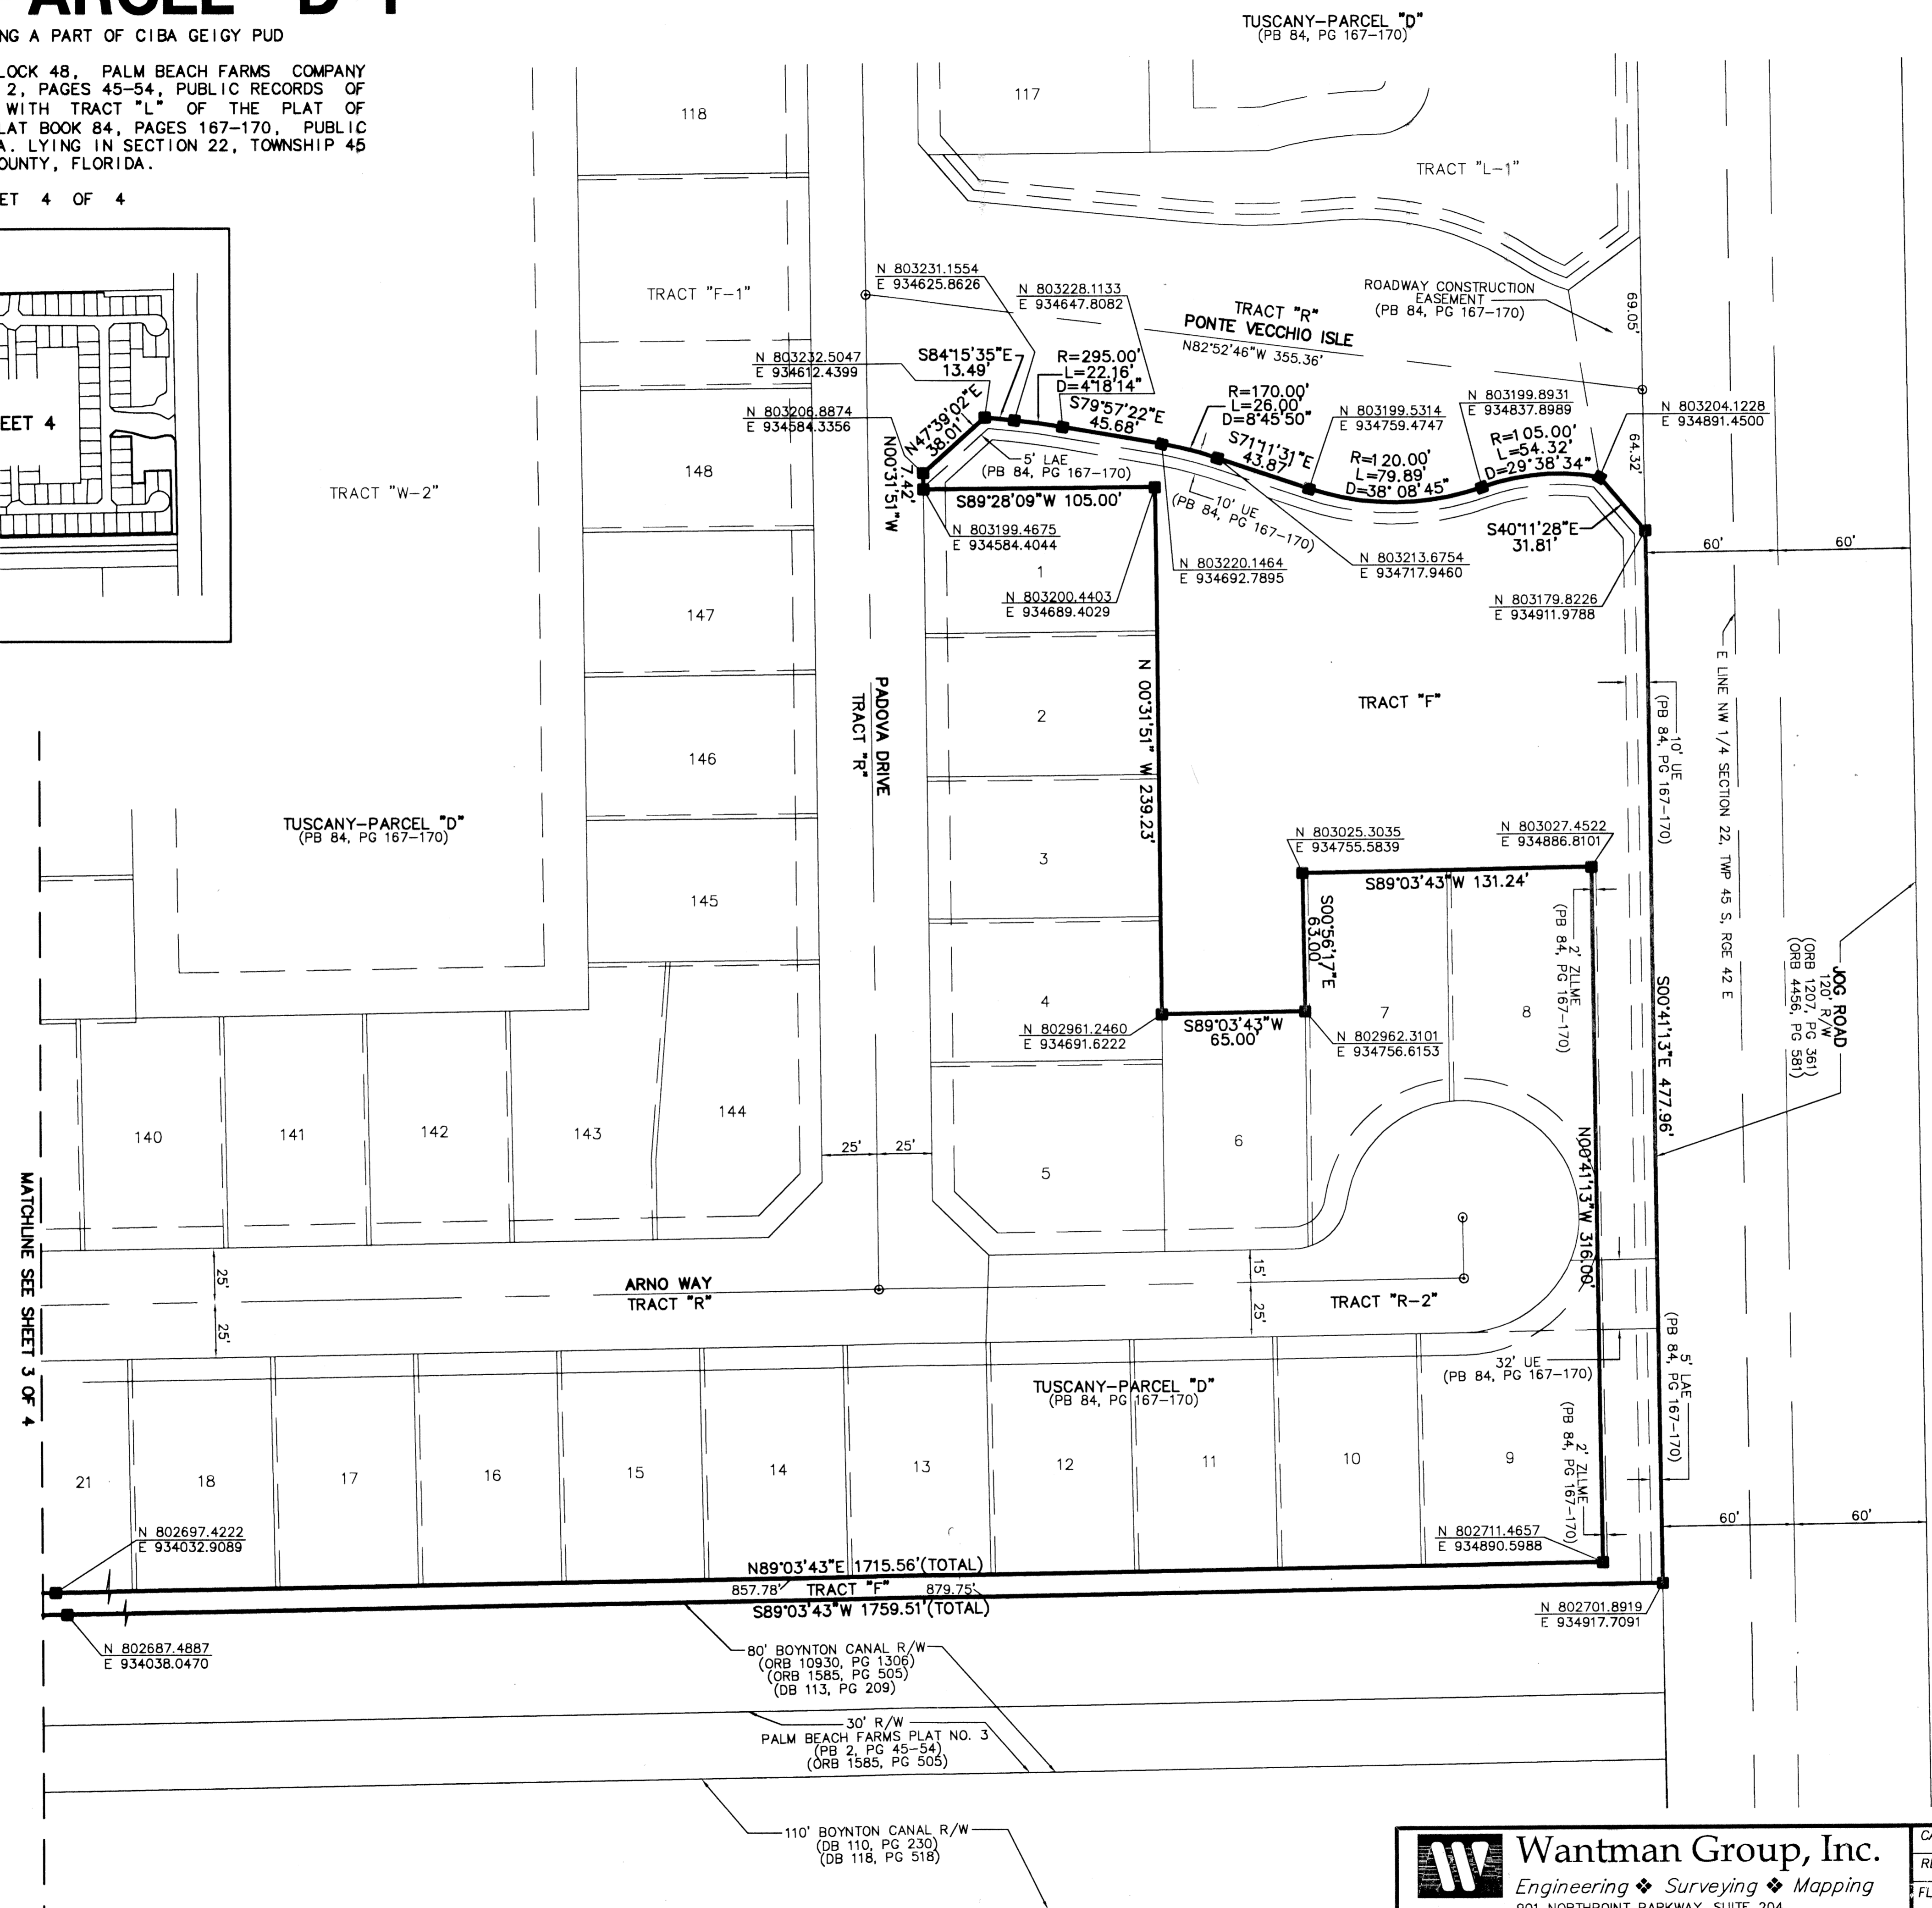 ARCEL "D-1"
NG A PART OF CIBA GEIGY PUD
LOCK 48, PALM BEACH FARMS COMPANY
2, PAGES 45-54, PUBLIC RECORDS OF
WITH TRACT "L" OF THE PLAT OF
LAT BOOK 84, PAGES 167-170, PUBLIC
A. LYING IN SECTION 22, TOWNSHIP 45
OUNTY, FLORIDA.
ET 4 OF 4
EET 4
TUSCANY-PARCEL "D"
(PB 84, PG 167-170)
118
117
TRACT "L-1"
TRACT "F-1"
N 803231.1554
E 934625.8626
N 803228.1133
E 934647.8082
ROADWAY CONSTRUCTION
EASEMENT
(PB 84, PG 167-170)
69.05'
TRACT "R"
PONTE VECCHIO ISLE
N82°52'46"W 355.36'
N 803232.5047
E 934612.4399
S84°15'35"E
13.49'
R=295.00'
L=22.16'
D=4°18'14"
N 803206.8874
E 934584.3356
N47°39'02"E
38.01'
S79°57'22"E
45.68'
R=170.00'
L=26.00'
D=8°45'50"
N 803199.5314
E 934759.4747
N 803199.8931
E 934837.8989
N 803204.1228
E 934891.4500
64.32'
7.42'
N00°31'51"W
5' LAE
(PB 84, PG 167-170)
S71°11'31"E
43.87'
R=120.00'
L=79.89'
D=38°08'45"
R=105.00'
L=54.32'
D=29°38'34"
148
TRACT "W-2"
S89°28'09"W 105.00'
10' UE
(PB 84, PG 167-170)
S40°11'28"E
31.81'
60'
60'
N 803199.4675
E 934584.4044
1
N 803220.1464
E 934692.7895
N 803213.6754
E 934717.9460
N 803200.4403
E 934689.4029
N 803179.8226
E 934911.9788
147
E LINE NW 1/4 SECTION 22, TWP 45 S, RGE 42 E
PADOVA DRIVE
TRACT "R"
2
N 00°31'51" W 239.23'
TRACT "F"
10' UE
(PB 84, PG 167-170)
146
TUSCANY-PARCEL "D"
(PB 84, PG 167-170)
3
N 803025.3035
E 934755.5839
N 803027.4522
E 934886.8101
S89°03'43"W 131.24'
145
S00°56'17"E
63.00'
2' ZLLME
(PB 84, PG 167-170)
JOG ROAD
120' R/W
(ORB 1207, PG 361)
(ORB 4456, PG 581)
4
N 802961.2460
E 934691.6222
S89°03'43"W
65.00'
7
8
N 802962.3101
E 934756.6153
S00°41'13"E 477.96'
140
141
142
143
144
25'
25'
5
6
N00°41'13"W 316.00'
MATCHLINE SEE SHEET 3 OF 4
25'
25'
ARNO WAY
TRACT "R"
15'
25'
TRACT "R-2"
32' UE
(PB 84, PG 167-170)
5' LAE
(PB 84, PG 167-170)
TUSCANY-PARCEL "D"
(PB 84, PG 167-170)
2' ZLLME
(PB 84, PG 167-170)
21
18
17
16
15
14
13
12
11
10
9
60'
60'
N 802697.4222
E 934032.9089
N 802711.4657
E 934890.5988
N89°03'43"E 1715.56'(TOTAL)
857.78'
TRACT "F"
879.75'
S89°03'43"W 1759.51'(TOTAL)
N 802701.8919
E 934917.7091
N 802687.4887
E 934038.0470
80' BOYNTON CANAL R/W
(ORB 10930, PG 1306)
(ORB 1585, PG 505)
(DB 113, PG 209)
30' R/W
PALM BEACH FARMS PLAT NO. 3
(PB 2, PG 45-54)
(ORB 1585, PG 505)
110' BOYNTON CANAL R/W
(DB 110, PG 230)
(DB 118, PG 518)
Wantman Group, Inc.
Engineering ❖ Surveying ❖ Mapping
901 NORTHPOINT PARKWAY, SUITE 204